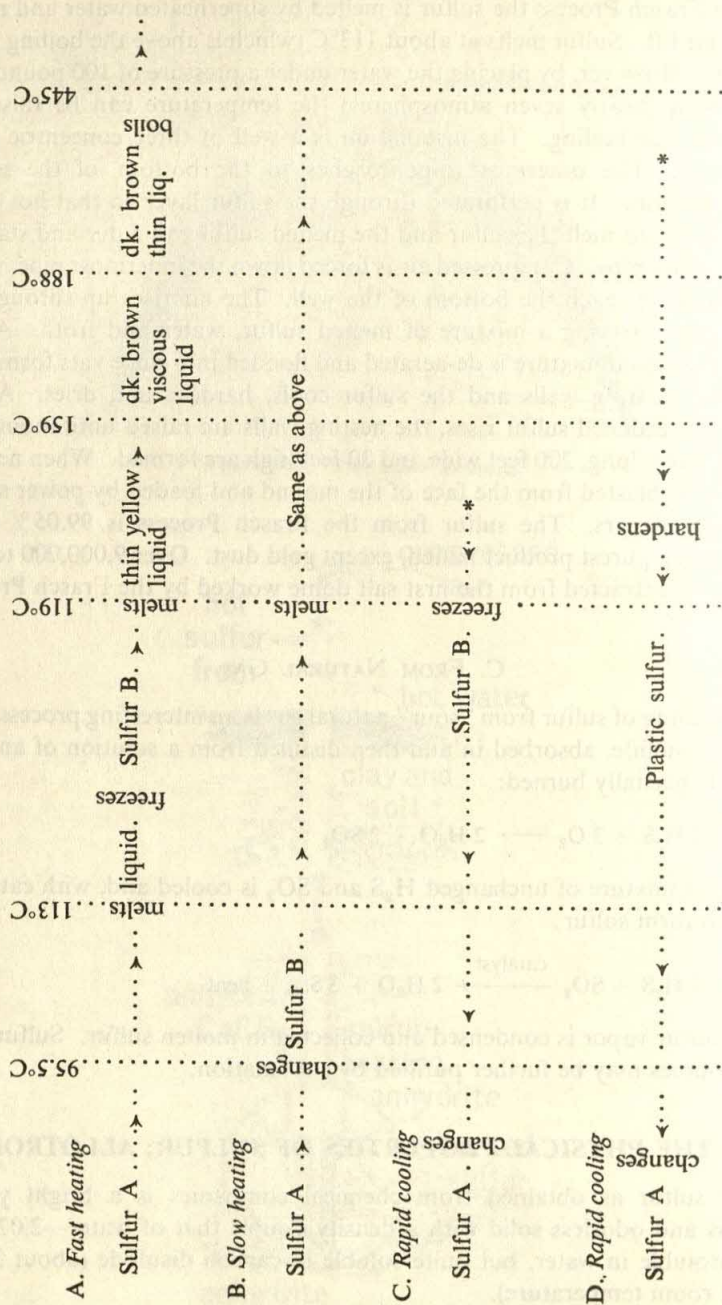 95.5°C 113°C 119°C 159°C 188°C 445°C
A. Fast heating
freezes
boils
Sulfur A melts liquid. Sulfur B melts thin yellow dk. brown dk. brown
liquid viscous thin liq.
liquid
B. Slow heating
changes
Sulfur A Sulfur B melts Same as above
C. Rapid cooling
changes
freezes
Sulfur A Sulfur B *
D. Rapid cooling
changes
hardens
Sulfur A Plastic sulfur. *